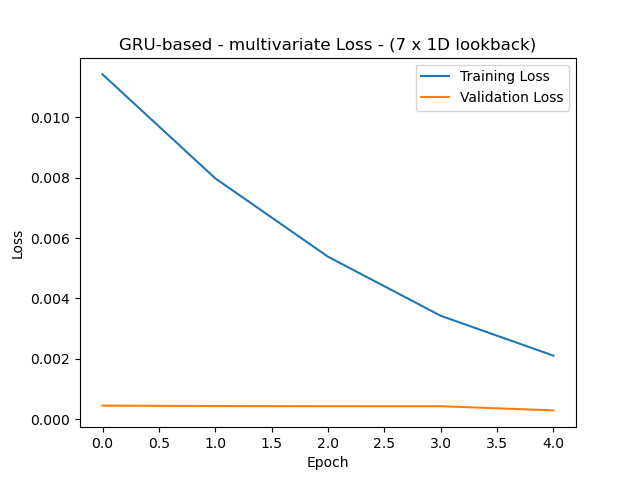 GRU-based - multivariate Loss - (7 x 1D lookback)
Training Loss
Validation Loss
0.010
0.008
0.006
0.004
0.002
0.000
Loss
0.0 0.5 1.0 1.5 2.0 2.5 3.0 3.5 4.0
Epoch